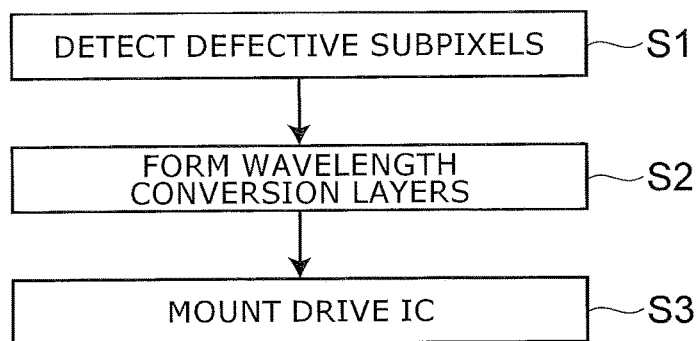 DETECT DEFECTIVE SUBPIXELS S1
FORM WAVELENGTH
CONVERSION LAYERS S2
MOUNT DRIVE IC S3